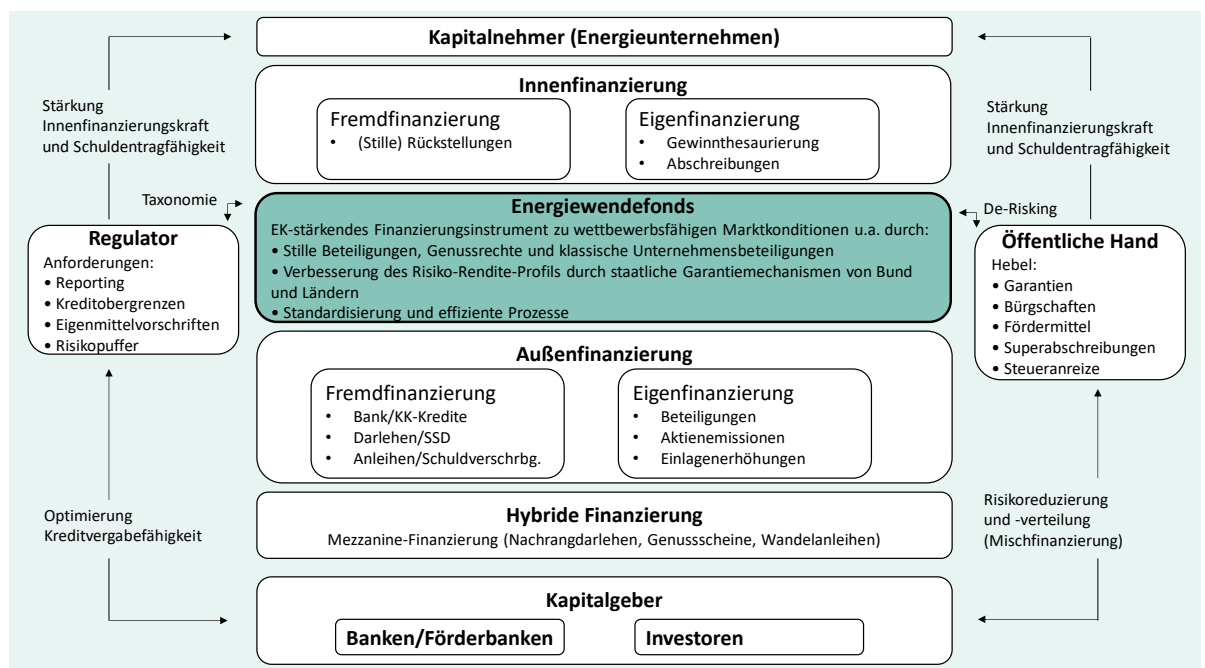 Kapitalnehmer (Energieunternehmen)
Stärkung
Innenfinanzierungskraft
und Schuldentragfähigkeit
Innenfinanzierung
Fremdfinanzierung
• (Stille) Rückstellungen
Eigenfinanzierung
• Gewinnthesaurierung
• Abschreibungen
Stärkung
Innenfinanzierungskraft
und Schuldentragfähigkeit
Taxonomie
Energiewendefonds
EK-stärkendes Finanzierungsinstrument zu wettbewerbsfähigen Marktkonditionen u.a. durch:
• Stille Beteiligungen, Genussrechte und klassische Unternehmensbeteiligungen
• Verbesserung des Risiko-Rendite-Profils durch staatliche Garantiemechanismen von Bund
und Ländern
• Standardisierung und effiziente Prozesse
De-Risking
Regulator
Anforderungen:
• Reporting
• Kreditobergrenzen
• Eigenmittelvorschriften
• Risikopuffer
Öffentliche Hand
Hebel:
• Garantien
• Bürgschaften
• Fördermittel
• Superabschreibungen
• Steueranreize
Außenfinanzierung
Fremdfinanzierung
• Bank/KK-Kredite
• Darlehen/SSD
• Anleihen/Schuldverschrbg.
Eigenfinanzierung
• Beteiligungen
• Aktienemissionen
• Einlagenerhöhungen
Optimierung
Kreditvergabefähigkeit
Hybride Finanzierung
Mezzanine-Finanzierung (Nachrangdarlehen, Genussscheine, Wandelanleihen)
Risikoreduzierung
und -verteilung
(Mischfinanzierung)
Kapitalgeber
Banken/Förderbanken
Investoren